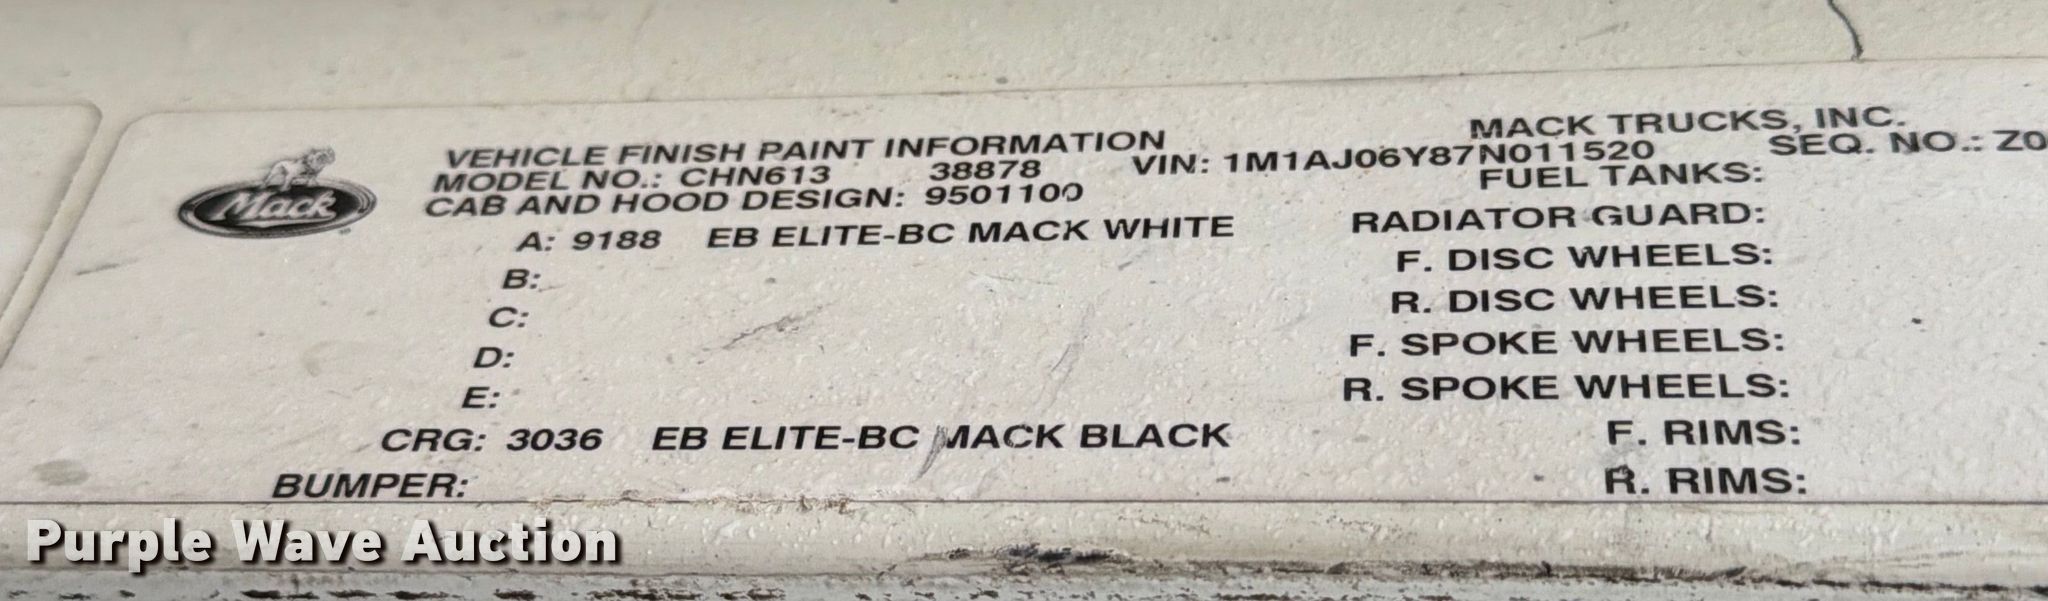 MACK TRUCKS, INC.
VEHICLE FINISH PAINT INFORMATION
MODEL NO.: CHN613 38878 VIN: 1M1AJ06Y87N011520 SEQ. NO.: Z0
CAB AND HOOD DESIGN: 9501100 FUEL TANKS:
Mack
A: 9188 EB ELITE-BC MACK WHITE RADIATOR GUARD:
B: F. DISC WHEELS:
C: R. DISC WHEELS:
D: F. SPOKE WHEELS:
E: R. SPOKE WHEELS:
CRG: 3036 EB ELITE-BC MACK BLACK F. RIMS:
BUMPER: R. RIMS:
Purple Wave Auction